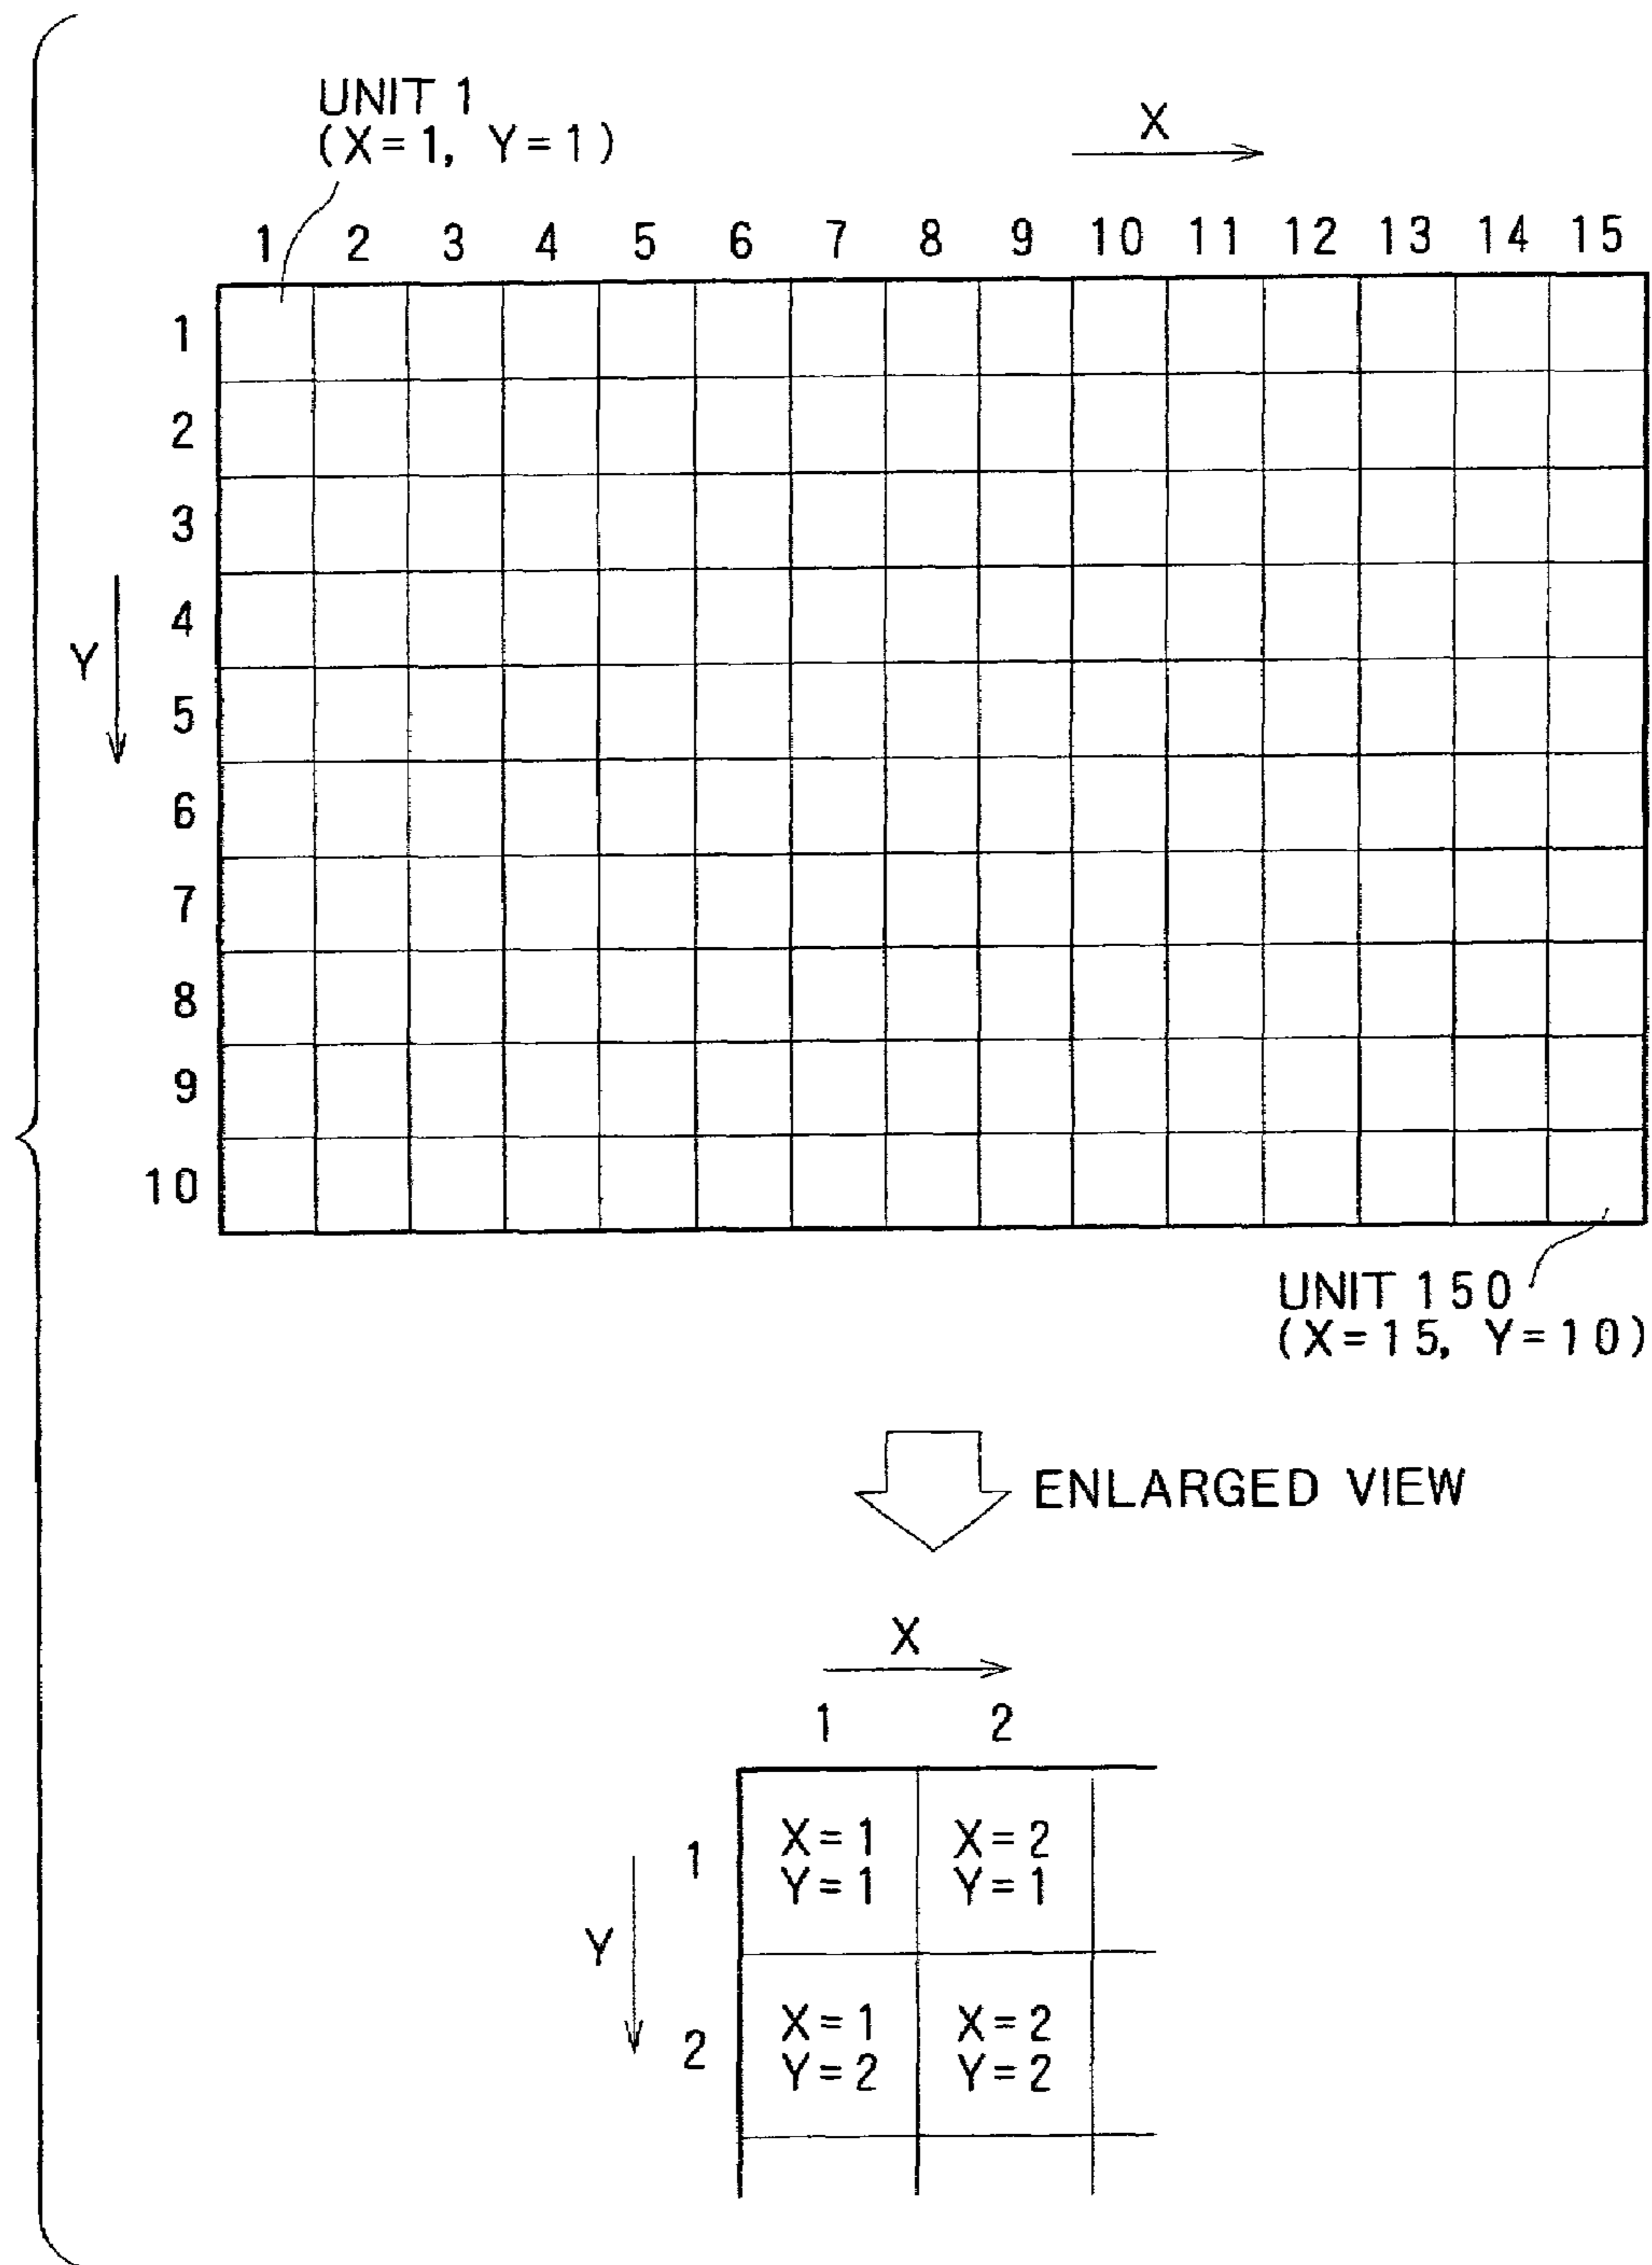 UNIT 1
(X=1, Y=1)
X
1 2 3 4 5 6 7 8 9 10 11 12 13 14 15
1
2
3
4
Y
5
6
7
8
9
10
UNIT 150
(X=15, Y=10)
ENLARGED VIEW
X
1 2
1
X=1 X=2
Y=1 Y=1
Y
2
X=1 X=2
Y=2 Y=2